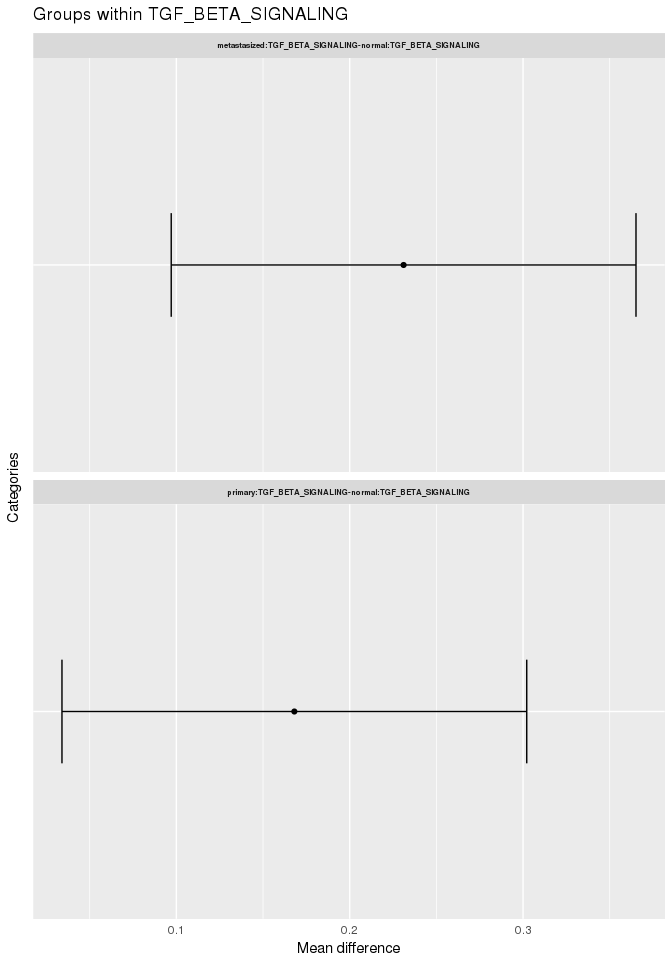 Groups within TGF_BETA_SIGNALING
metastasized:TGF_BETA_SIGNALING-normal:TGF_BETA_SIGNALING
Categories
primary:TGF_BETA_SIGNALING-normal:TGF_BETA_SIGNALING
0.1 0.2 0.3
Mean difference